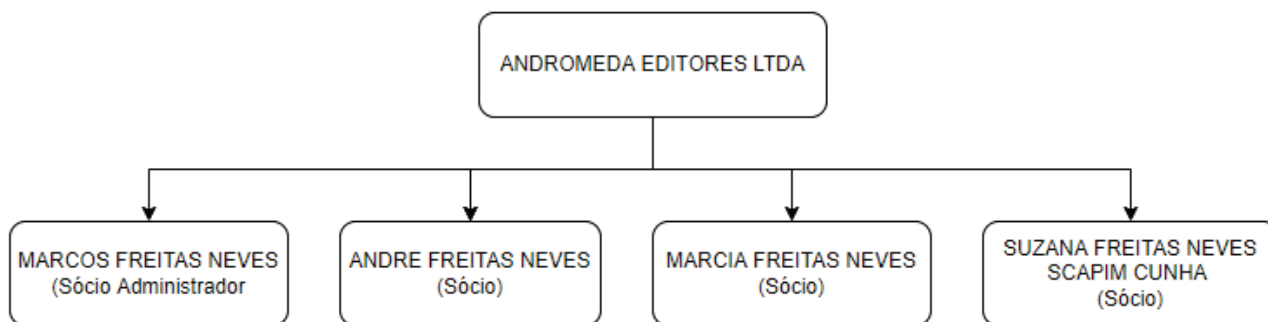 ANDROMEDA EDITORES LTDA
MARCOS FREITAS NEVES
(Sócio Administrador
ANDRE FREITAS NEVES
(Sócio)
MARCIA FREITAS NEVES
(Sócio)
SUZANA FREITAS NEVES
SCAPIM CUNHA
(Sócio)